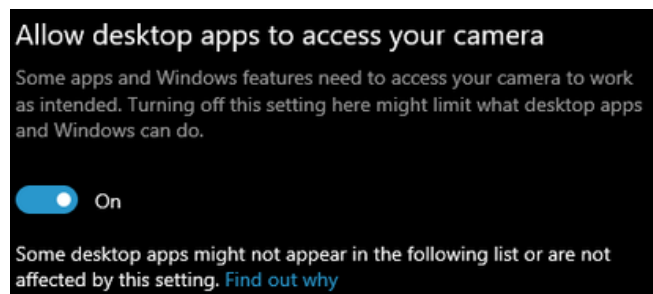 Allow desktop apps to access your camera
Some apps and Windows features need to access your camera to work
as intended. Turning off this setting here might limit what desktop apps
and Windows can do.
On
Some desktop apps might not appear in the following list or are not
affected by this setting. Find out why